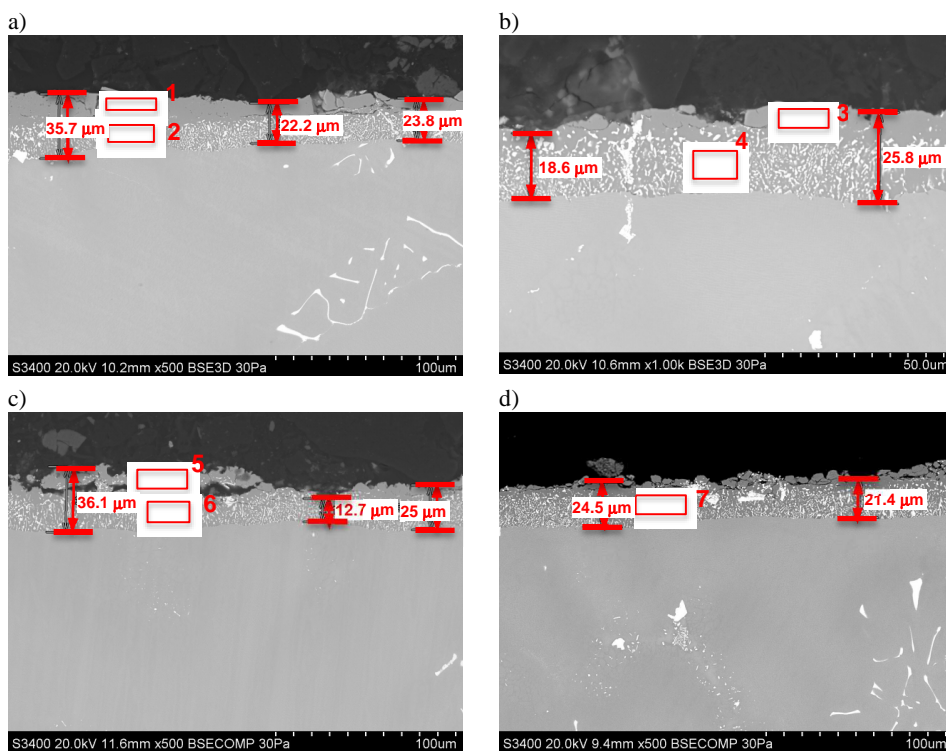 a)
1
35.7 μm
2
22.2 μm
23.8 μm
S3400 20.0kV 10.2mm x500 BSE3D 30Pa
100um
b)
3
4
18.6 μm
25.8 μm
S3400 20.0kV 10.6mm x1.00k BSE3D 30Pa
50.0um
c)
5
36.1 μm
6
12.7 μm
25 μm
S3400 20.0kV 11.6mm x500 BSECOMP 30Pa
100um
d)
7
24.5 μm
21.4 μm
S3400 20.0kV 9.4mm x500 BSECOMP 30Pa
100um